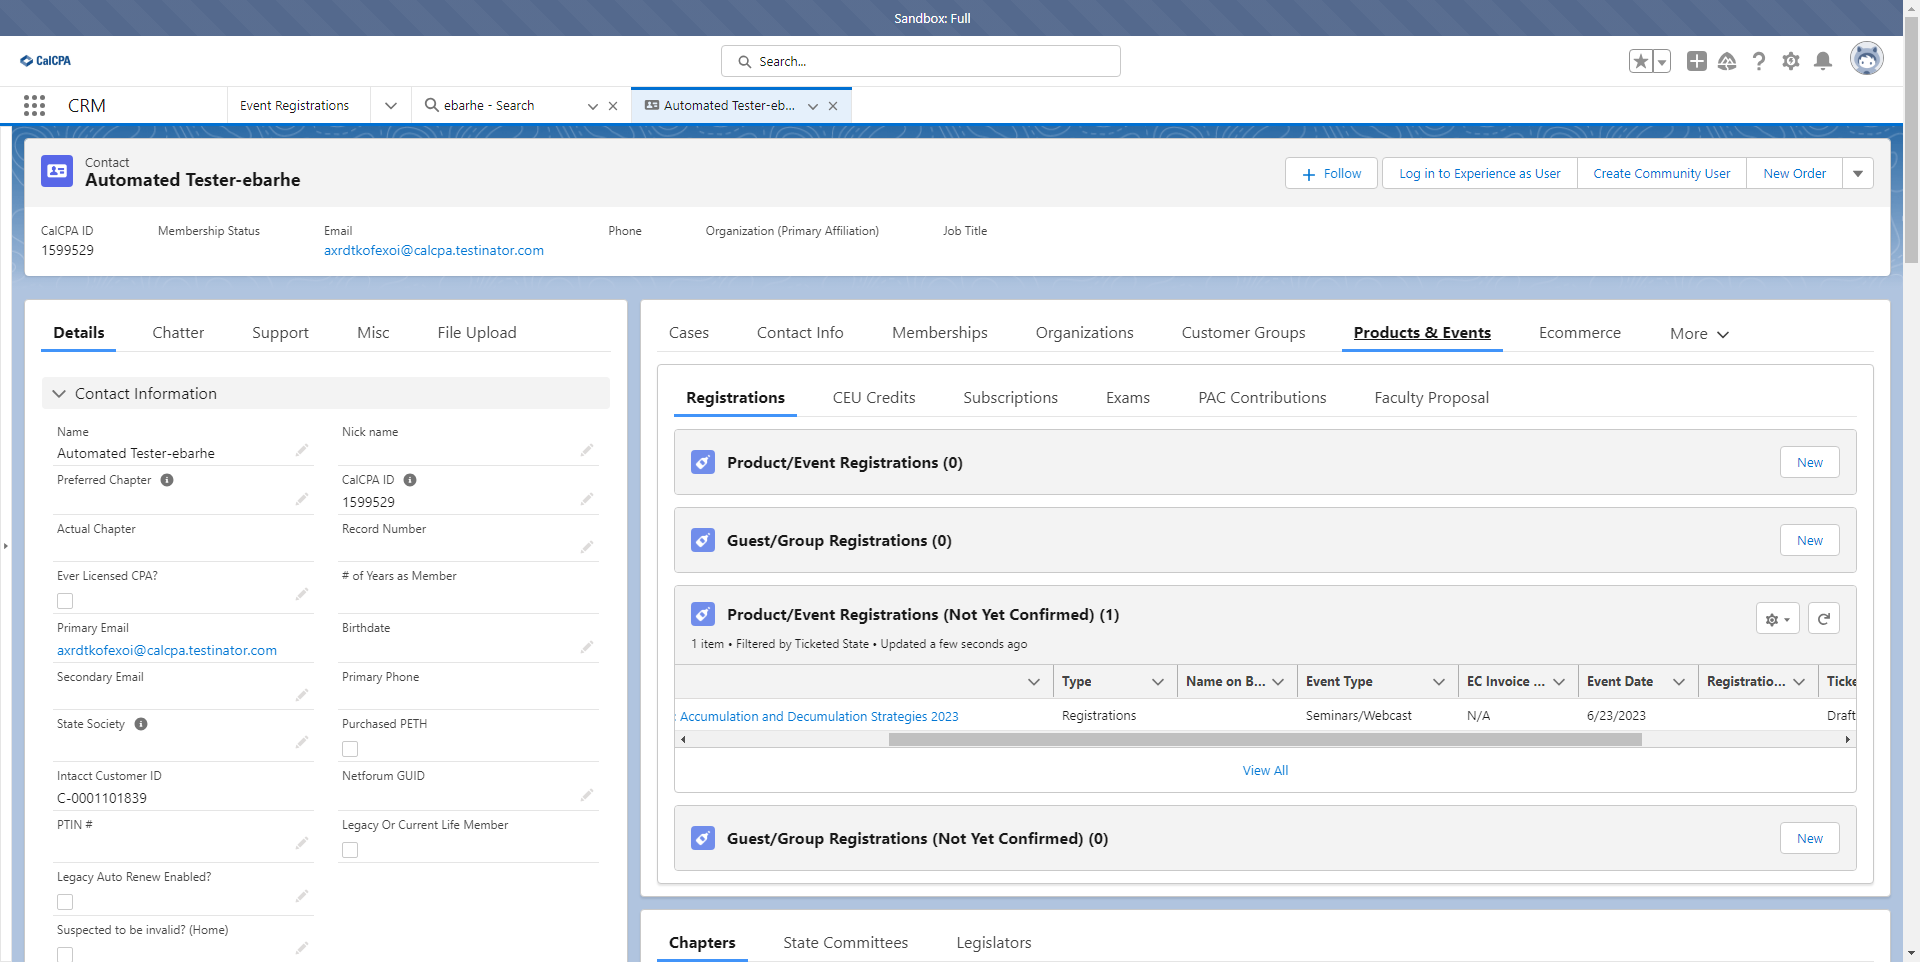 Sandbox: Full
CalCPA
Search...
CRM
Event Registrations
ebarhe - Search
Automated Tester-eb...
Contact
Automated Tester-ebarhe
Follow
Log in to Experience as User
Create Community User
New Order
CalCPA ID
Membership Status
Email
Phone
Organization (Primary Affiliation)
Job Title
1599529
axrdtkofexoi@calcpa.testinator.com
Details
Chatter
Support
Misc
File Upload
Contact Information
Name
Automated Tester-ebarhe
Nick name
Preferred Chapter
CalCPA ID
1599529
Actual Chapter
Record Number
Ever Licensed CPA?
# of Years as Member
Primary Email
axrdtkofexoi@calcpa.testinator.com
Birthdate
Secondary Email
Primary Phone
State Society
Purchased PETH
Intacct Customer ID
C-0001101839
Netforum GUID
PTIN #
Legacy Or Current Life Member
Legacy Auto Renew Enabled?
Suspected to be invalid? (Home)
Cases
Contact Info
Memberships
Organizations
Customer Groups
Products & Events
Ecommerce
More
Registrations
CEU Credits
Subscriptions
Exams
PAC Contributions
Faculty Proposal
Product/Event Registrations (0)
New
Guest/Group Registrations (0)
New
Product/Event Registrations (Not Yet Confirmed) (1)
1 item • Filtered by Ticketed State • Updated a few seconds ago
Type
Name on B...
Event Type
EC Invoice ...
Event Date
Registratio...
Ticke
: Accumulation and Decumulation Strategies 2023
Registrations
Seminars/Webcast
N/A
6/23/2023
Draft
View All
Guest/Group Registrations (Not Yet Confirmed) (0)
New
Chapters
State Committees
Legislators